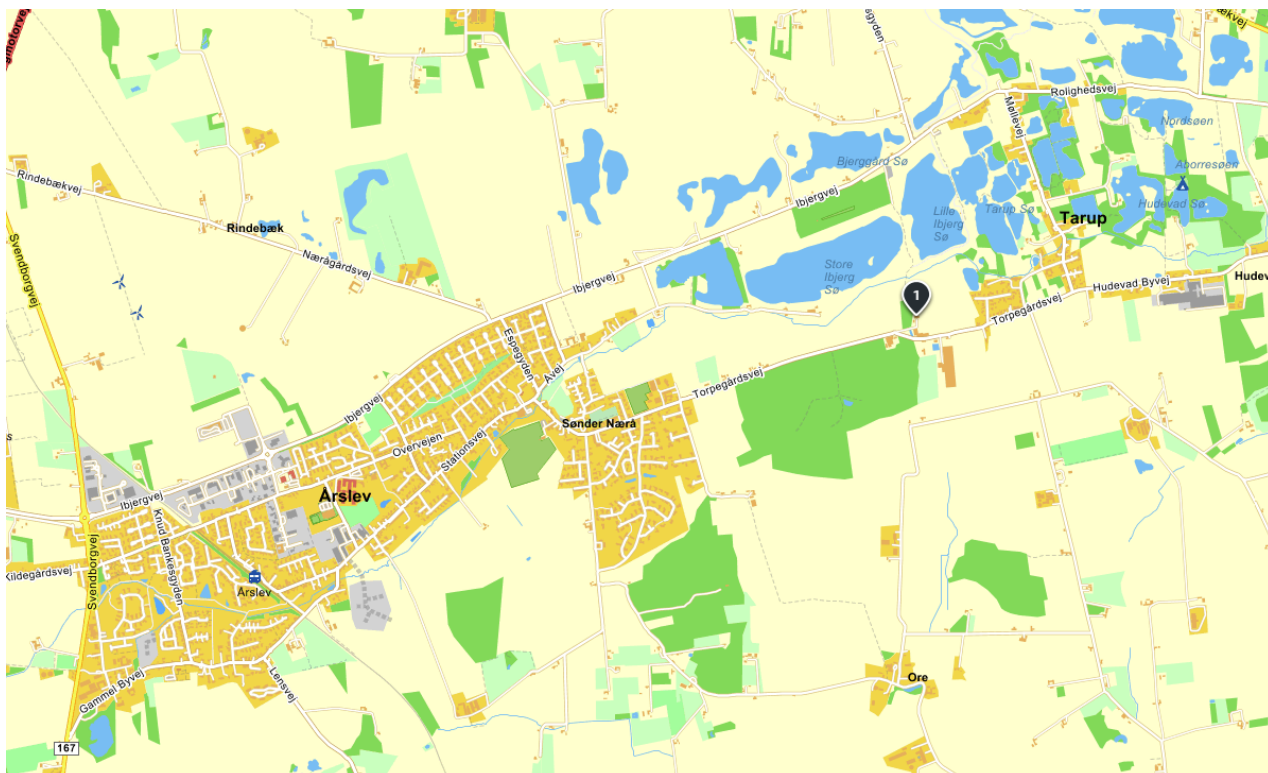 Rolighedsvej
Møllevej
Nordsøen
Bjerggård Sø
Aborresøen
Rindebækvej
Ibjergvej
Hudevad Sø
Lille
Ibjerg
Sø
Tarup Sø
Tarup
Rindebæk
Svendborgvej
Nærågårdsvej
Store
Ibjerg
Sø
Ibjergvej
Hudevad Byvej
1
Torpegårdsvej
Espegyden
Åvej
Torpegårdsvej
Ibjergvej
Sønder Nærå
Overvejen
Stationsvej
Årslev
Ibjergvej
Knud Bankesgyden
Kildegårdsvej
Svendborgvej
Årslev
Ore
Gammel Byvej
Lensvej
167